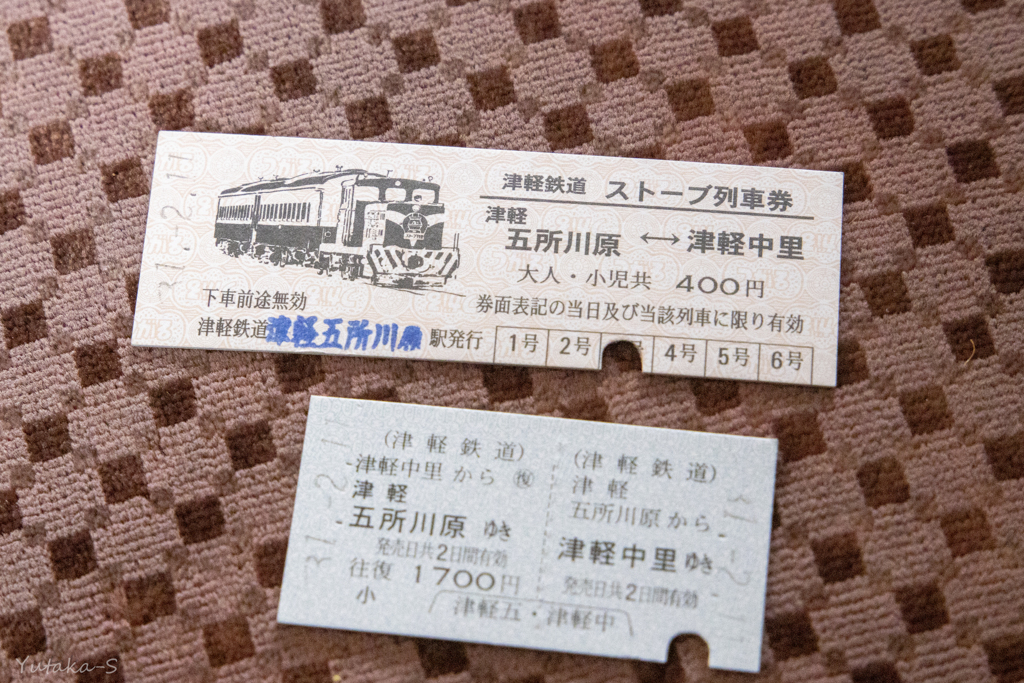 31.-2.11
津軽鉄道 ストーブ列車券
津軽
五所川原 ↔ 津軽中里
大人・小児共 400円
下車前途無効
券面表記の当日及び当該列車に限り有効
津軽鉄道津軽五所川原駅発行
1号 2号 号 4号 5号 6号
31.-2.11
(津軽鉄道)
津軽中里から ㊝
津軽
五所川原 ゆき
発売日共2日間有効
往復 1700円
小
(津軽鉄道)
津軽
五所川原から
津軽中里ゆき
発売日共2日間有効
津軽五・津軽中
Yutaka-S